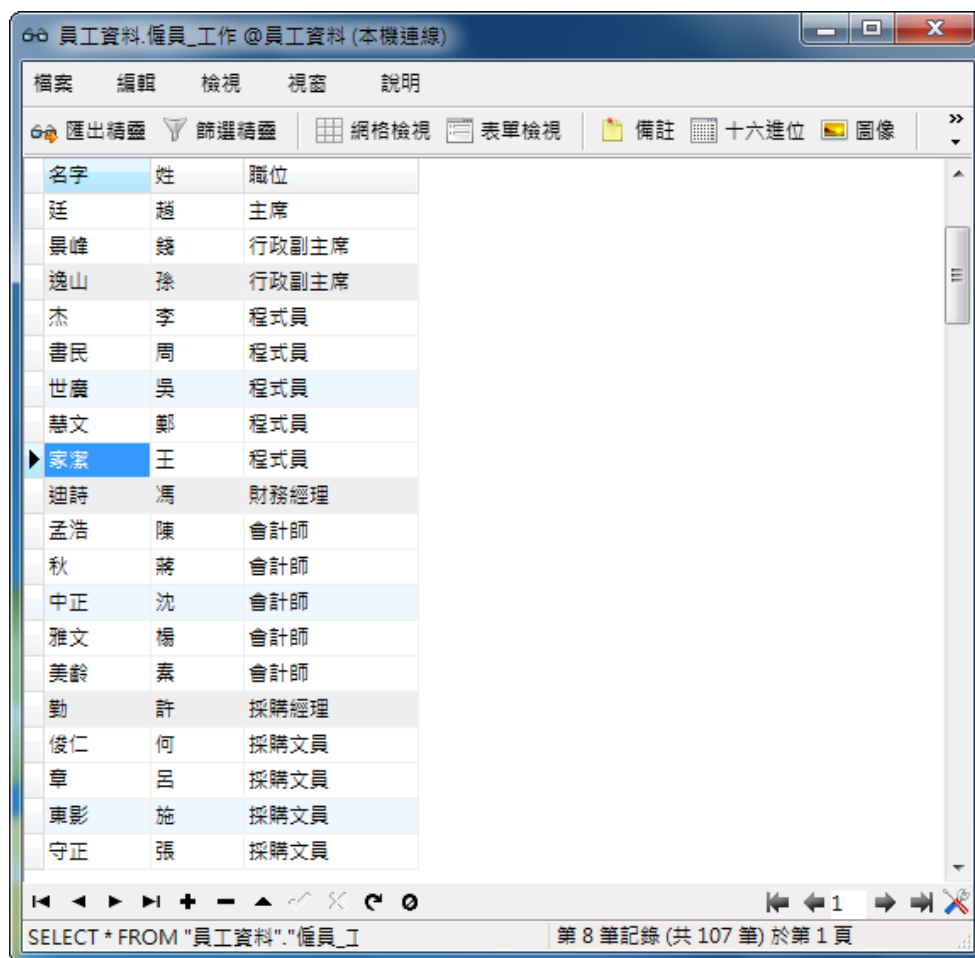 員工資料.僱員_工作 @員工資料 (本機連線)
檔案 編輯 檢視 視窗 說明
匯出精靈 篩選精靈 網格檢視 表單檢視 備註 十六進位 圖像 »
名字 姓 職位
廷 趙 主席
景峰 錢 行政副主席
逸山 孫 行政副主席
杰 李 程式員
書民 周 程式員
世廣 吳 程式員
慧文 鄭 程式員
家潔 王 程式員
迪詩 馮 財務經理
孟浩 陳 會計師
秋 蔣 會計師
中正 沈 會計師
雅文 楊 會計師
美齡 素 會計師
勤 許 採購經理
俊仁 何 採購文員
章 呂 採購文員
東影 施 採購文員
守正 張 採購文員
1
SELECT * FROM "員工資料"."僱員_工 第 8 筆記錄 (共 107 筆) 於第 1 頁